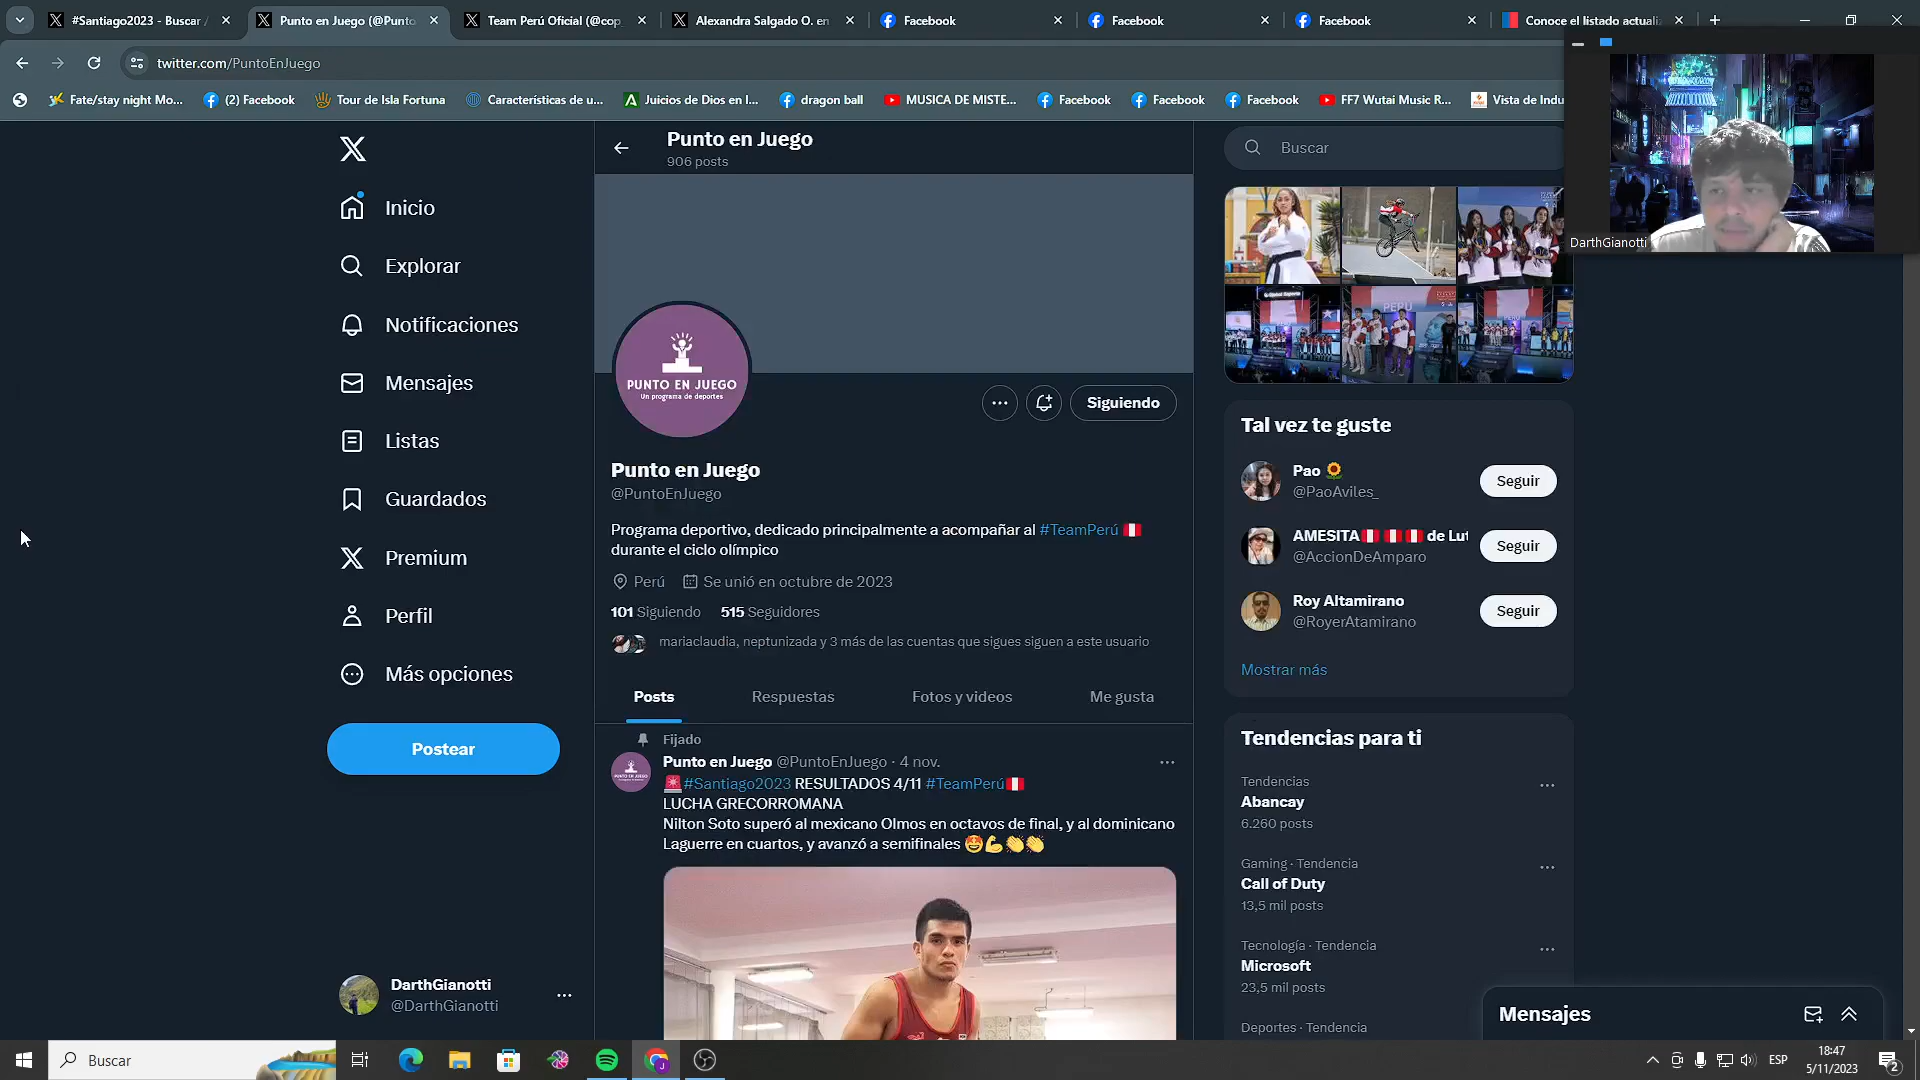 #Santiago2023 - Buscar /
Punto en Juego (@Punto
Team Perú Oficial (@cop
Alexandra Salgado O. en
Facebook
Facebook
Facebook
Conoce el listado actuali
twitter.com/PuntoEnJuego
Fate/stay night Mo...
(2) Facebook
Tour de Isla Fortuna
Características de u...
Juicios de Dios en l...
dragon ball
MUSICA DE MISTE...
Facebook
Facebook
Facebook
FF7 Wutai Music R...
Vista de Indu
DarthGianotti
Inicio
Explorar
Notificaciones
Mensajes
Listas
Guardados
Premium
Perfil
Más opciones
Postear
DarthGianotti
@DarthGianotti
Punto en Juego
906 posts
PUNTO EN JUEGO
Un programa de deportes
Siguiendo
Punto en Juego
@PuntoEnJuego
Programa deportivo, dedicado principalmente a acompañar al #TeamPerú 🇵🇪
durante el ciclo olímpico
Perú Se unió en octubre de 2023
101 Siguiendo 515 Seguidores
mariaclaudia, neptunizada y 3 más de las cuentas que sigues siguen a este usuario
Posts
Respuestas
Fotos y videos
Me gusta
Fijado
Punto en Juego @PuntoEnJuego · 4 nov.
🚨#Santiago2023 RESULTADOS 4/11 #TeamPerú🇵🇪
LUCHA GRECORROMANA
Nilton Soto superó al mexicano Olmos en octavos de final, y al dominicano
Laguerre en cuartos, y avanzó a semifinales 🤩💪👏👏
Buscar
PERU
Tal vez te guste
Pao 🌻
@PaoAviles_
Seguir
AMESITA🇵🇪🇵🇪🇵🇪 de Lut
@AccionDeAmparo
Seguir
Roy Altamirano
@RoyerAtamirano
Seguir
Mostrar más
Tendencias para ti
Tendencias
Abancay
6.260 posts
Gaming · Tendencia
Call of Duty
13,5 mil posts
Tecnología · Tendencia
Microsoft
23,5 mil posts
Deportes · Tendencia
Mensajes
Buscar
ESP
18:47
5/11/2023
2